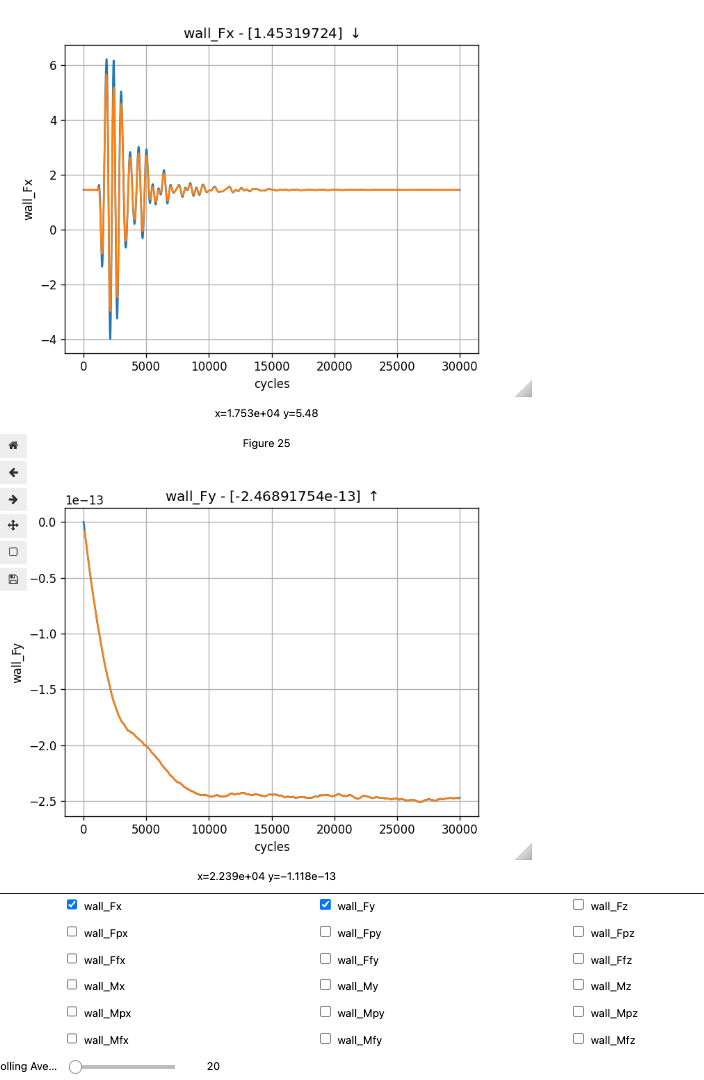 wall_Fx - [1.45319724] ↓
6
4
2
0
−2
−4
wall_Fx
0 5000 10000 15000 20000 25000 30000
cycles
x=1.753e+04 y=5.48
Figure 25
wall_Fy - [-2.46891754e-13] ↑
1e−13
0.0
−0.5
−1.0
−1.5
−2.0
−2.5
wall_Fy
0 5000 10000 15000 20000 25000 30000
cycles
x=2.239e+04 y=−1.118e−13
wall_Fx wall_Fy wall_Fz
wall_Fpx wall_Fpy wall_Fpz
wall_Ffx wall_Ffy wall_Ffz
wall_Mx wall_My wall_Mz
wall_Mpx wall_Mpy wall_Mpz
wall_Mfx wall_Mfy wall_Mfz
olling Ave... 20